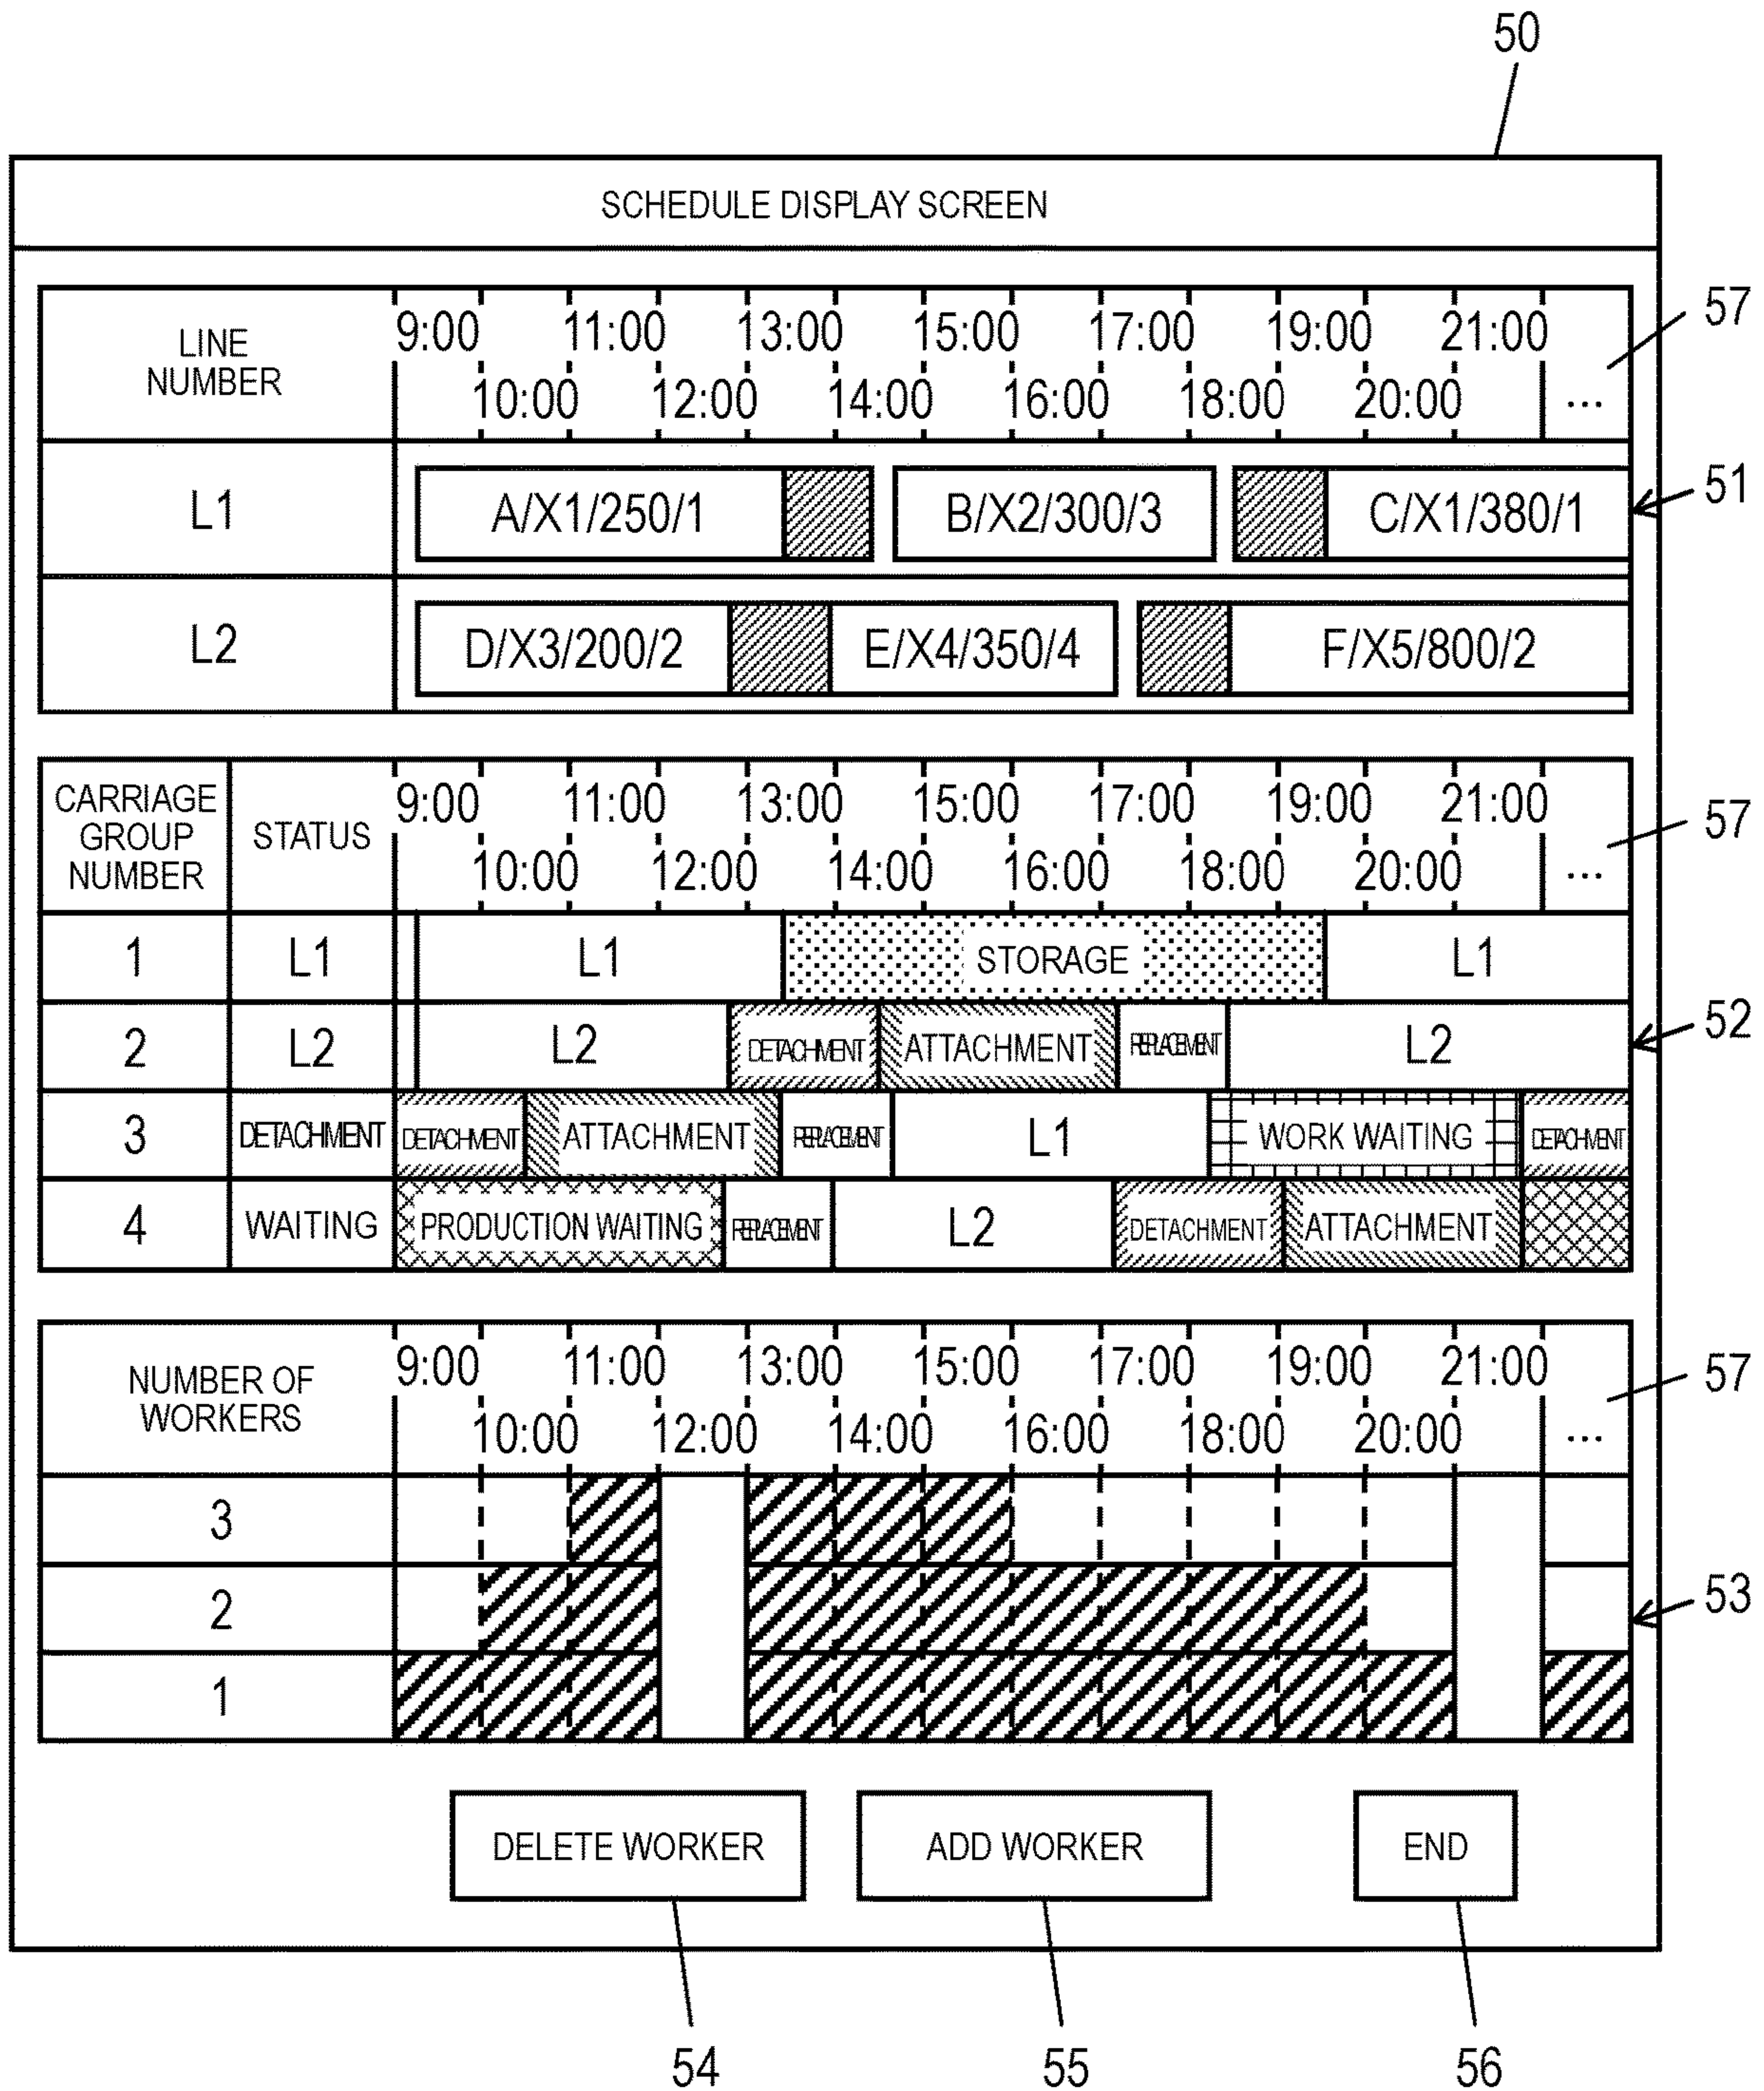 50
SCHEDULE DISPLAY SCREEN
LINE
NUMBER
9:00 11:00 13:00 15:00 17:00 19:00 21:00
10:00 12:00 14:00 16:00 18:00 20:00 ...
57
L1 A/X1/250/1 B/X2/300/3 C/X1/380/1
51
L2 D/X3/200/2 E/X4/350/4 F/X5/800/2
CARRIAGE
GROUP
NUMBER
STATUS
9:00 11:00 13:00 15:00 17:00 19:00 21:00
10:00 12:00 14:00 16:00 18:00 20:00 ...
57
1 L1 L1 STORAGE L1
2 L2 L2 DETACHMENT ATTACHMENT REPLACEMENT L2
52
3 DETACHMENT DETACHMENT ATTACHMENT REPLACEMENT L1 WORK WAITING DETACHMENT
4 WAITING PRODUCTION WAITING REPLACEMENT L2 DETACHMENT ATTACHMENT
NUMBER OF
WORKERS
9:00 11:00 13:00 15:00 17:00 19:00 21:00
10:00 12:00 14:00 16:00 18:00 20:00 ...
57
3
2
53
1
DELETE WORKER ADD WORKER END
54 55 56